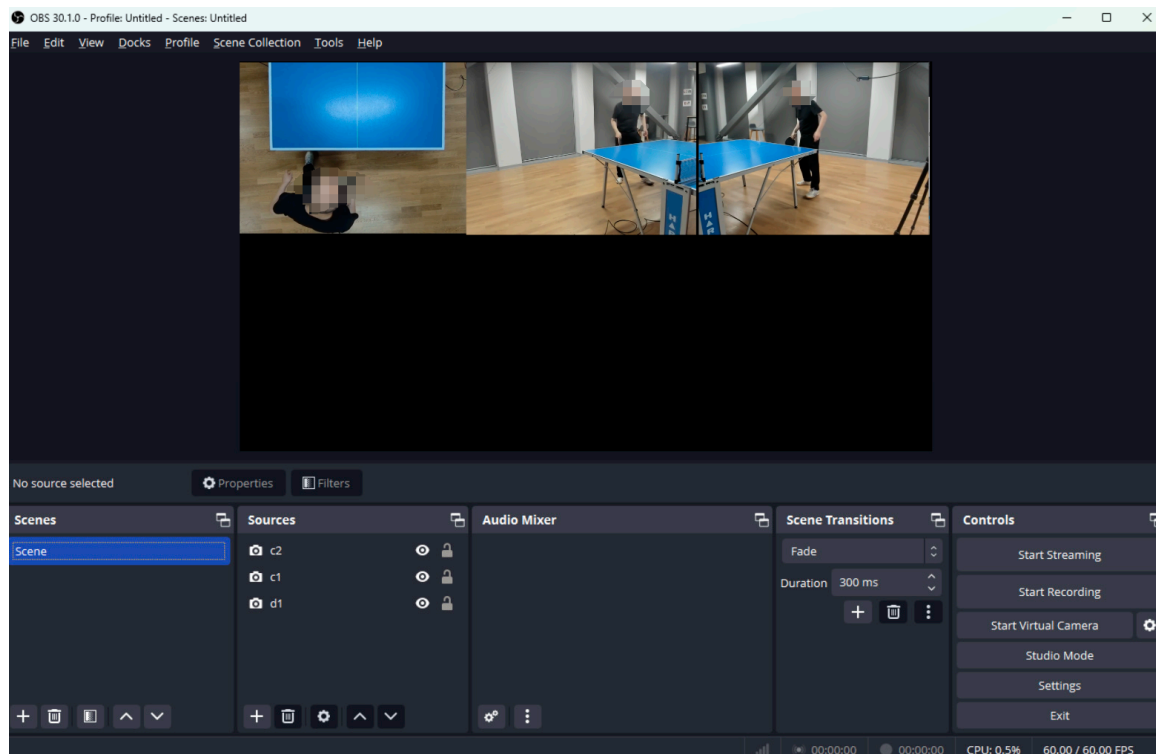 OBS 30.1.0 - Profile: Untitled - Scenes: Untitled
File Edit View Docks Profile Scene Collection Tools Help
HAR
HAR
No source selected
Properties
Filters
Scenes
Scene
Sources
c2
c1
d1
Audio Mixer
Scene Transitions
Fade
Duration 300 ms
Controls
Start Streaming
Start Recording
Start Virtual Camera
Studio Mode
Settings
Exit
00:00:00 00:00:00 CPU: 0.5% 60.00 / 60.00 FPS